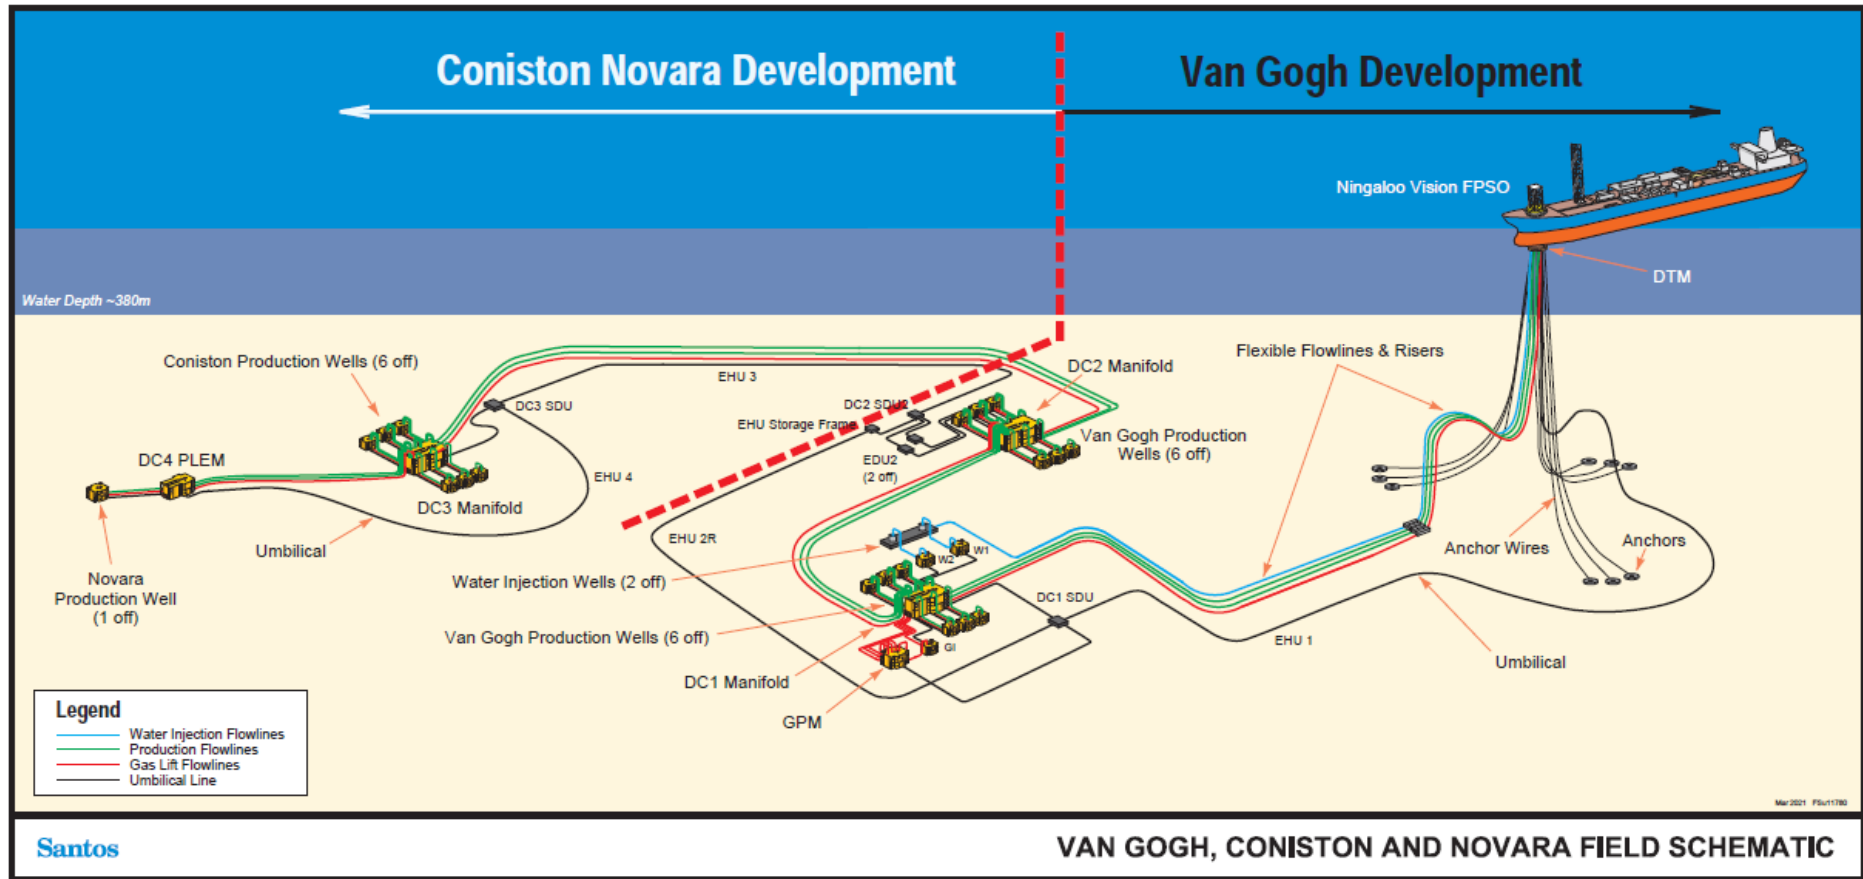 Coniston Novara Development
Van Gogh Development
Ningaloo Vision FPSO
DTM
Water Depth ~380m
Coniston Production Wells (6 off)
EHU 3
DC3 SDU
DC2 SDU2
EHU Storage Frame
DC2 Manifold
Flexible Flowlines & Risers
Van Gogh Production
Wells (6 off)
EDU2
(2 off)
DC4 PLEM
EHU 4
DC3 Manifold
Umbilical
Novara
Production Well
(1 off)
EHU 2R
W1
W2
Water Injection Wells (2 off)
Anchor Wires
Anchors
DC1 SDU
Van Gogh Production Wells (6 off)
GI
EHU 1
Umbilical
DC1 Manifold
GPM
Legend
Water Injection Flowlines
Production Flowlines
Gas Lift Flowlines
Umbilical Line
Mar 2021 FSu11780
Santos
VAN GOGH, CONISTON AND NOVARA FIELD SCHEMATIC